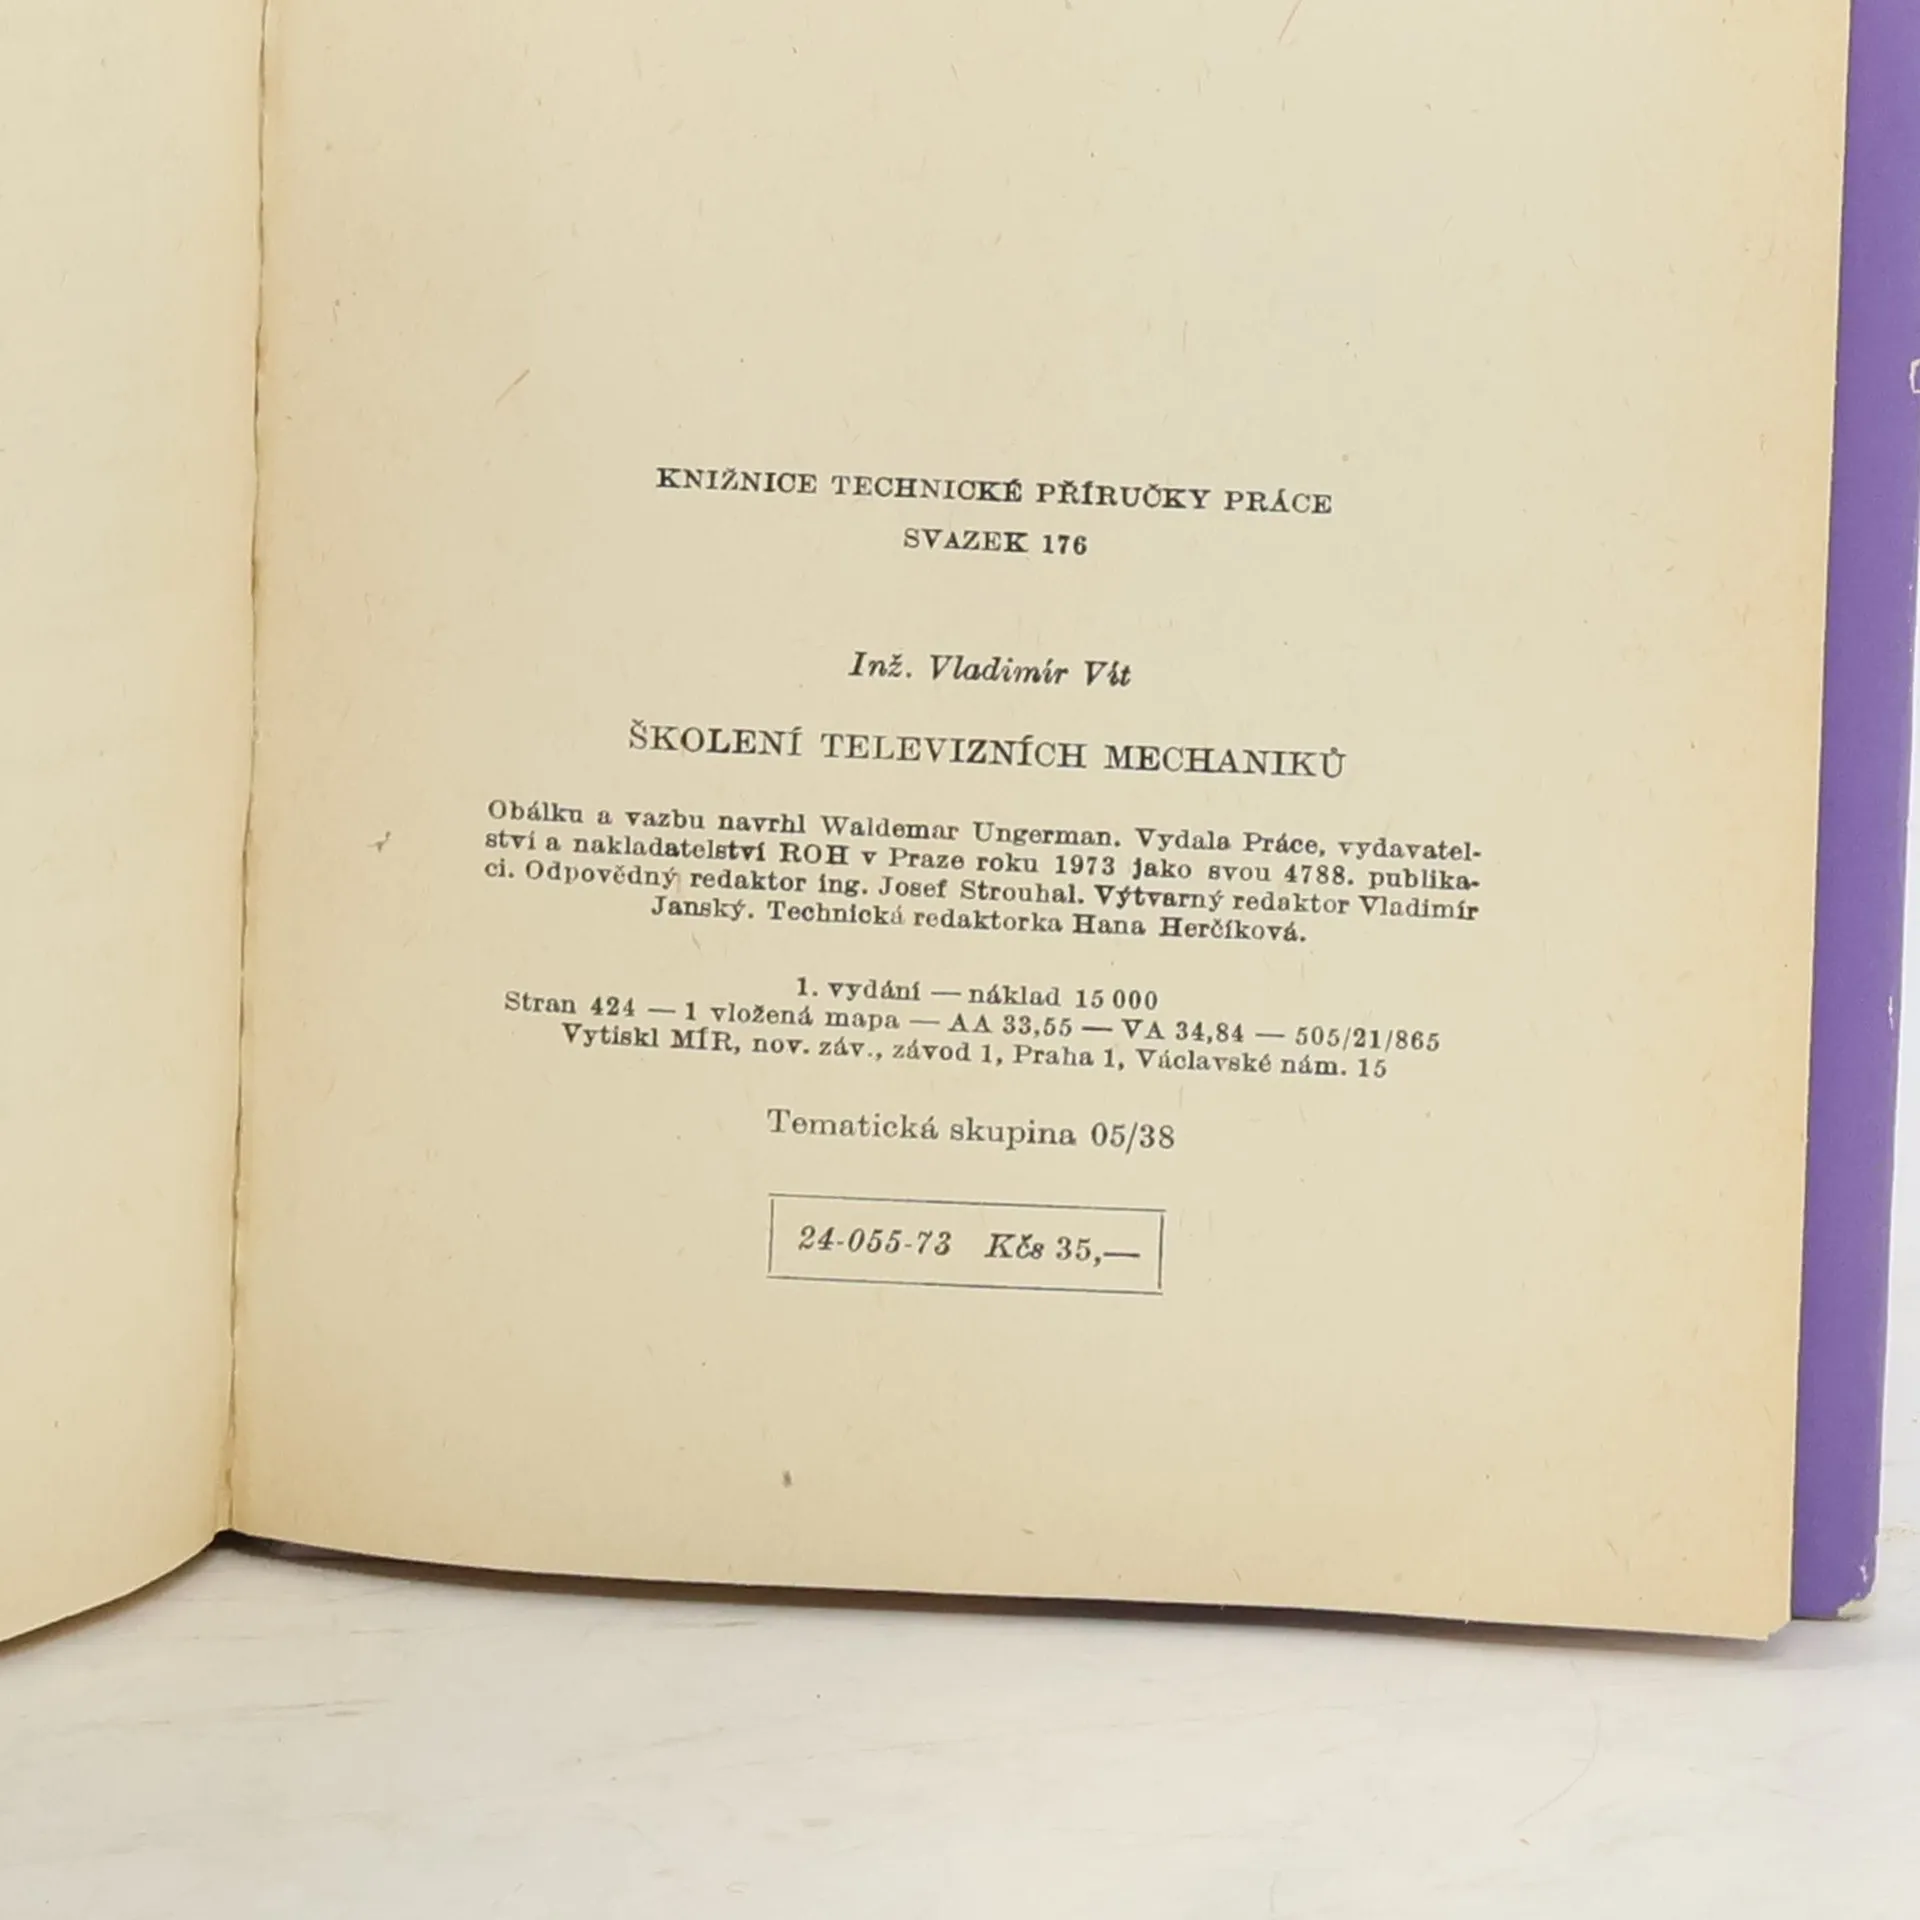 KNIŽNICE TECHNICKÉ PŘÍRUČKY PRÁCE
SVAZEK 176
Inž. Vladimír Vít
ŠKOLENÍ TELEVIZNÍCH MECHANIKŮ
Obálku a vazbu navrhl Waldemar Ungerman. Vydala Práce, vydavatel-
ství a nakladatelství ROH v Praze roku 1973 jako svou 4788. publika-
ci. Odpovědný redaktor ing. Josef Strouhal. Výtvarný redaktor Vladimír
Janský. Technická redaktorka Hana Herčíková.
1. vydání — náklad 15 000
Stran 424 — 1 vložená mapa — AA 33,55 — VA 34,84 — 505/21/865
Vytiskl MÍR, nov. záv., závod 1, Praha 1, Václavské nám. 15
Tematická skupina 05/38
24-055-73 Kčs 35,—